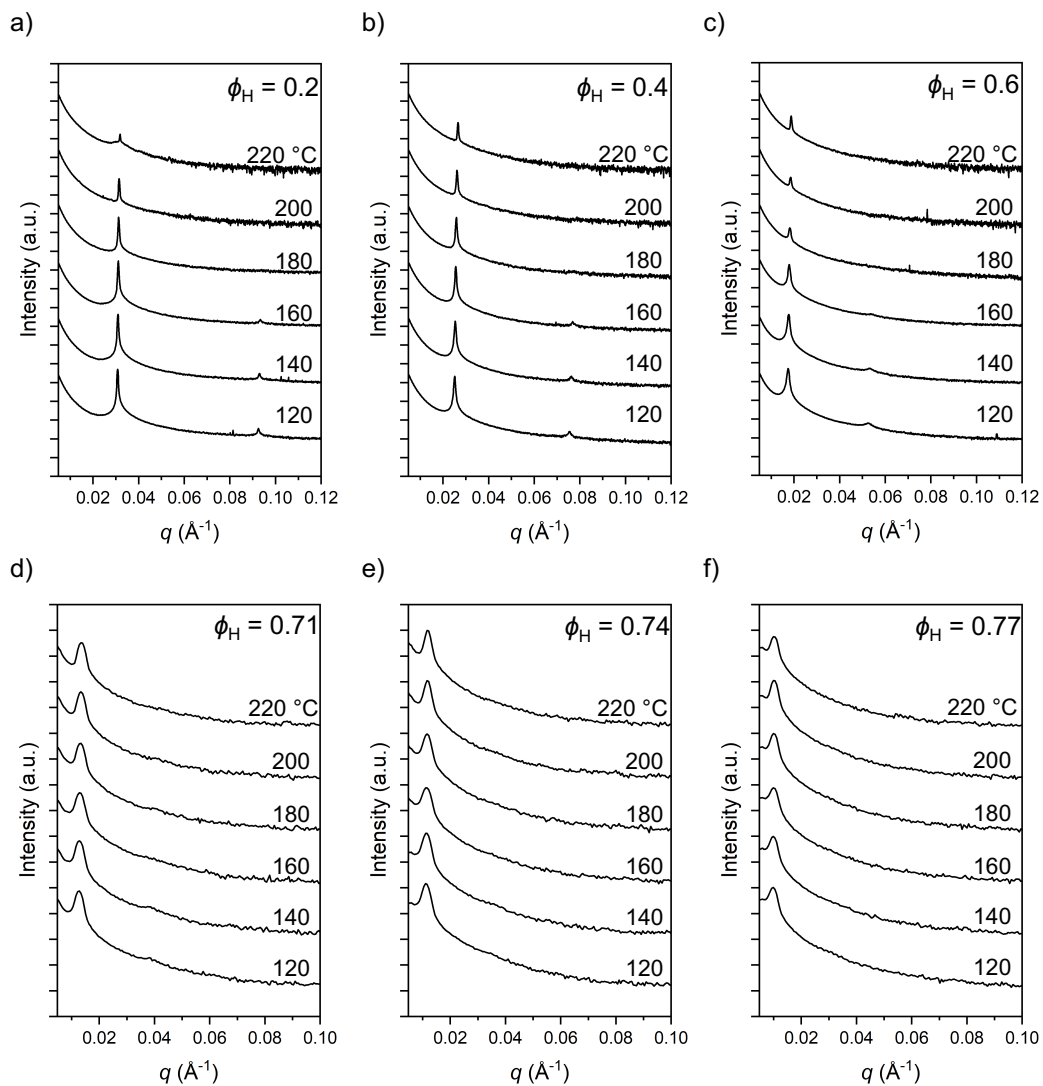 a)
ϕH = 0.2
220 °C
200
180
160
140
120
Intensity (a.u.)
0.02 0.04 0.06 0.08 0.10 0.12
q (Å-1)
b)
ϕH = 0.4
220 °C
200
180
160
140
120
Intensity (a.u.)
0.02 0.04 0.06 0.08 0.10 0.12
q (Å-1)
c)
ϕH = 0.6
220 °C
200
180
160
140
120
Intensity (a.u.)
0.02 0.04 0.06 0.08 0.10 0.12
q (Å-1)
d)
ϕH = 0.71
220 °C
200
180
160
140
120
Intensity (a.u.)
0.02 0.04 0.06 0.08 0.10
q (Å-1)
e)
ϕH = 0.74
220 °C
200
180
160
140
120
Intensity (a.u.)
0.02 0.04 0.06 0.08 0.10
q (Å-1)
f)
ϕH = 0.77
220 °C
200
180
160
140
120
Intensity (a.u.)
0.02 0.04 0.06 0.08 0.10
q (Å-1)